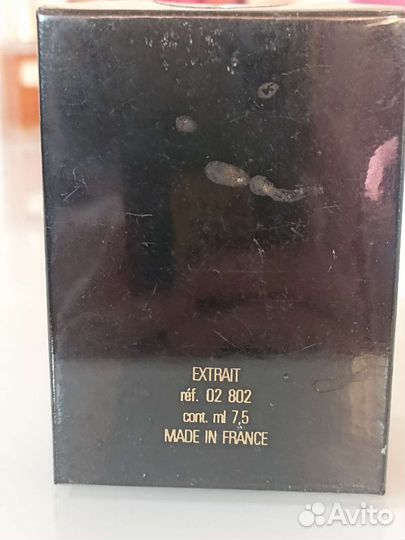 EXTRAIT
réf. 02 802
cont. ml 7,5
MADE IN FRANCE
Avito